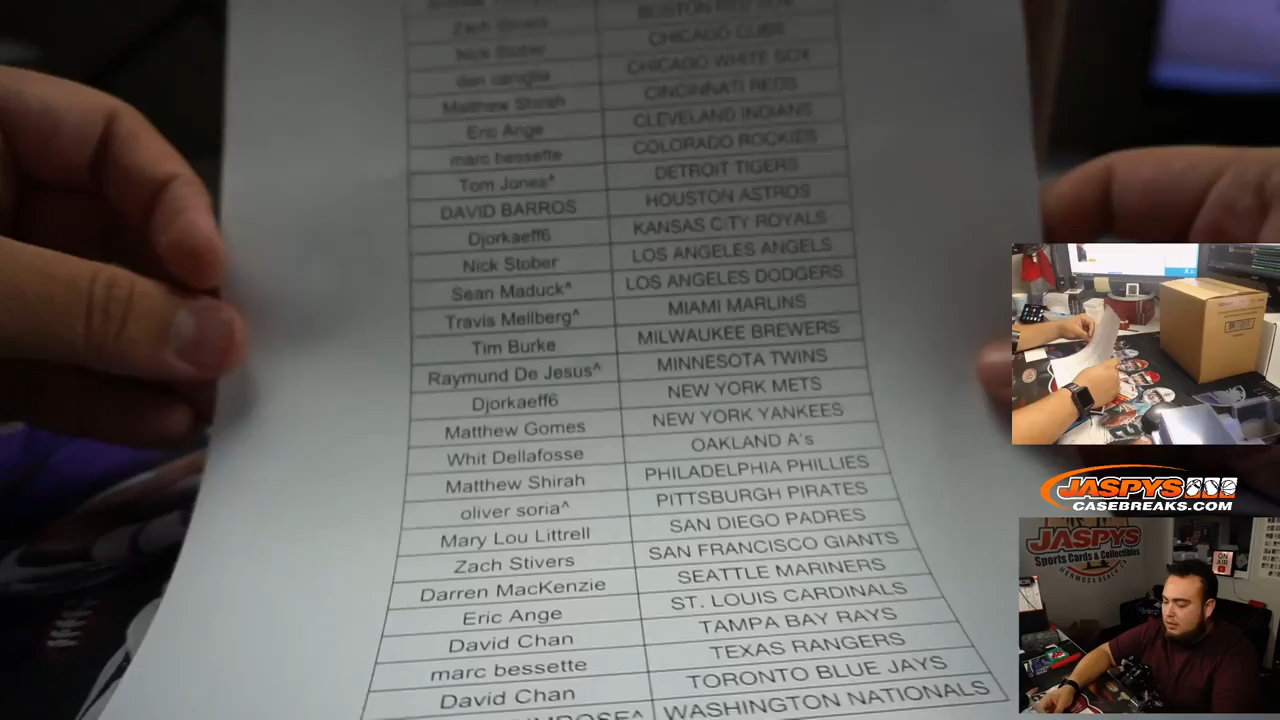 Zach Stivers BOSTON RED SOX
Nick Stober CHICAGO CUBS
dan caniglia CHICAGO WHITE SOX
Matthew Shirah CINCINNATI REDS
Eric Ange CLEVELAND INDIANS
marc bessette COLORADO ROCKIES
Tom Jones^ DETROIT TIGERS
DAVID BARROS HOUSTON ASTROS
Djorkaeff6 KANSAS CITY ROYALS
Nick Stober LOS ANGELES ANGELS
Sean Maduck^ LOS ANGELES DODGERS
Travis Mellberg^ MIAMI MARLINS
Tim Burke MILWAUKEE BREWERS
Raymund De Jesus^ MINNESOTA TWINS
Djorkaeff6 NEW YORK METS
Matthew Gomes NEW YORK YANKEES
Whit Dellafosse OAKLAND A's
Matthew Shirah PHILADELPHIA PHILLIES
oliver soria^ PITTSBURGH PIRATES
Mary Lou Littrell SAN DIEGO PADRES
Zach Stivers SAN FRANCISCO GIANTS
Darren MacKenzie SEATTLE MARINERS
Eric Ange ST. LOUIS CARDINALS
David Chan TAMPA BAY RAYS
marc bessette TEXAS RANGERS
David Chan TORONTO BLUE JAYS
WASHINGTON NATIONALS
JASPYS
CASEBREAKS.COM
JASPYS
Sports Cards & Collectibles
HERMOSA BEACH, CA
ON AIR